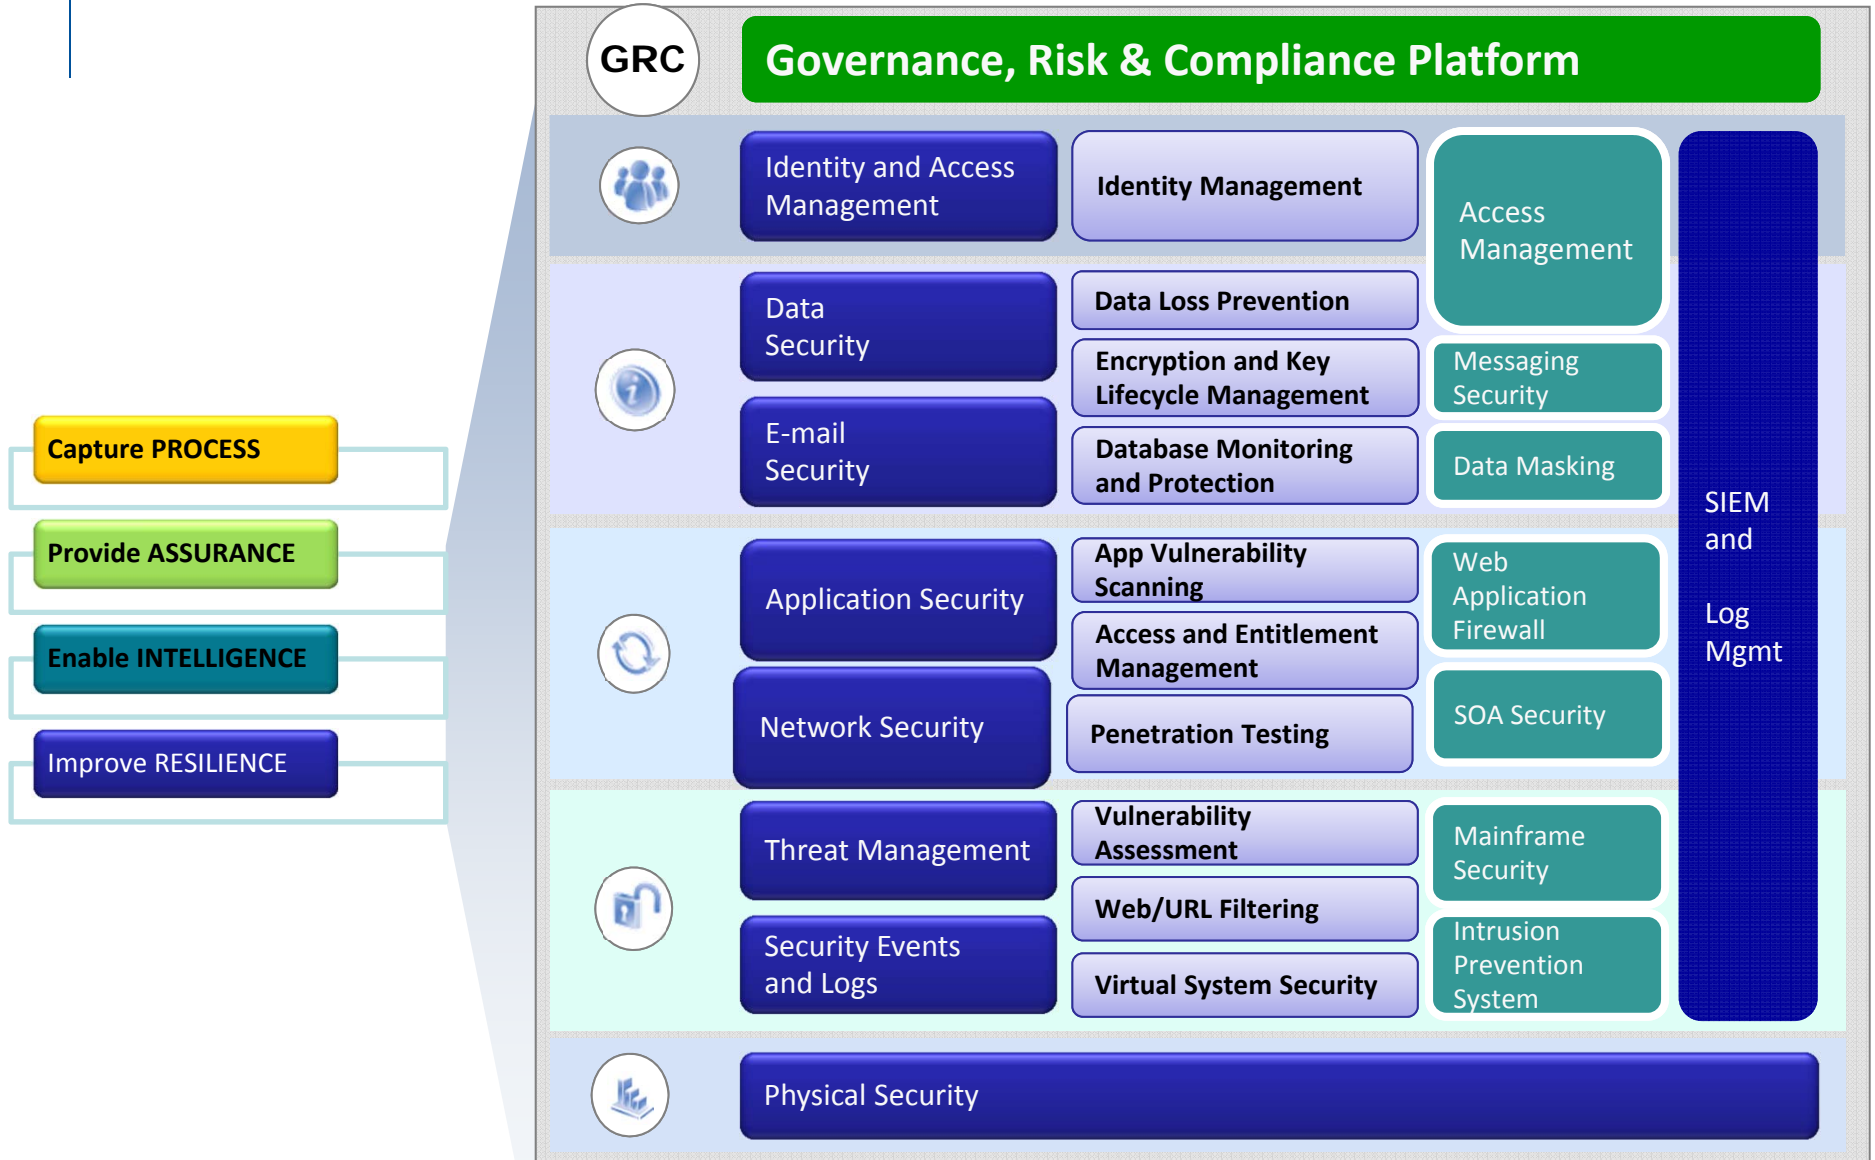 GRC
Governance, Risk & Compliance Platform
Identity and Access
Management
Identity Management
Access
Management
Data
Security
Data Loss Prevention
Encryption and Key
Lifecycle Management
Messaging
Security
E-mail
Security
Database Monitoring
and Protection
Data Masking
Capture PROCESS
Provide ASSURANCE
Enable INTELLIGENCE
Improve RESILIENCE
Application Security
App Vulnerability
Scanning
Access and Entitlement
Management
Web
Application
Firewall
Network Security
Penetration Testing
SOA Security
SIEM
and
Log
Mgmt
Threat Management
Vulnerability
Assessment
Mainframe
Security
Web/URL Filtering
Security Events
and Logs
Virtual System Security
Intrusion
Prevention
System
Physical Security